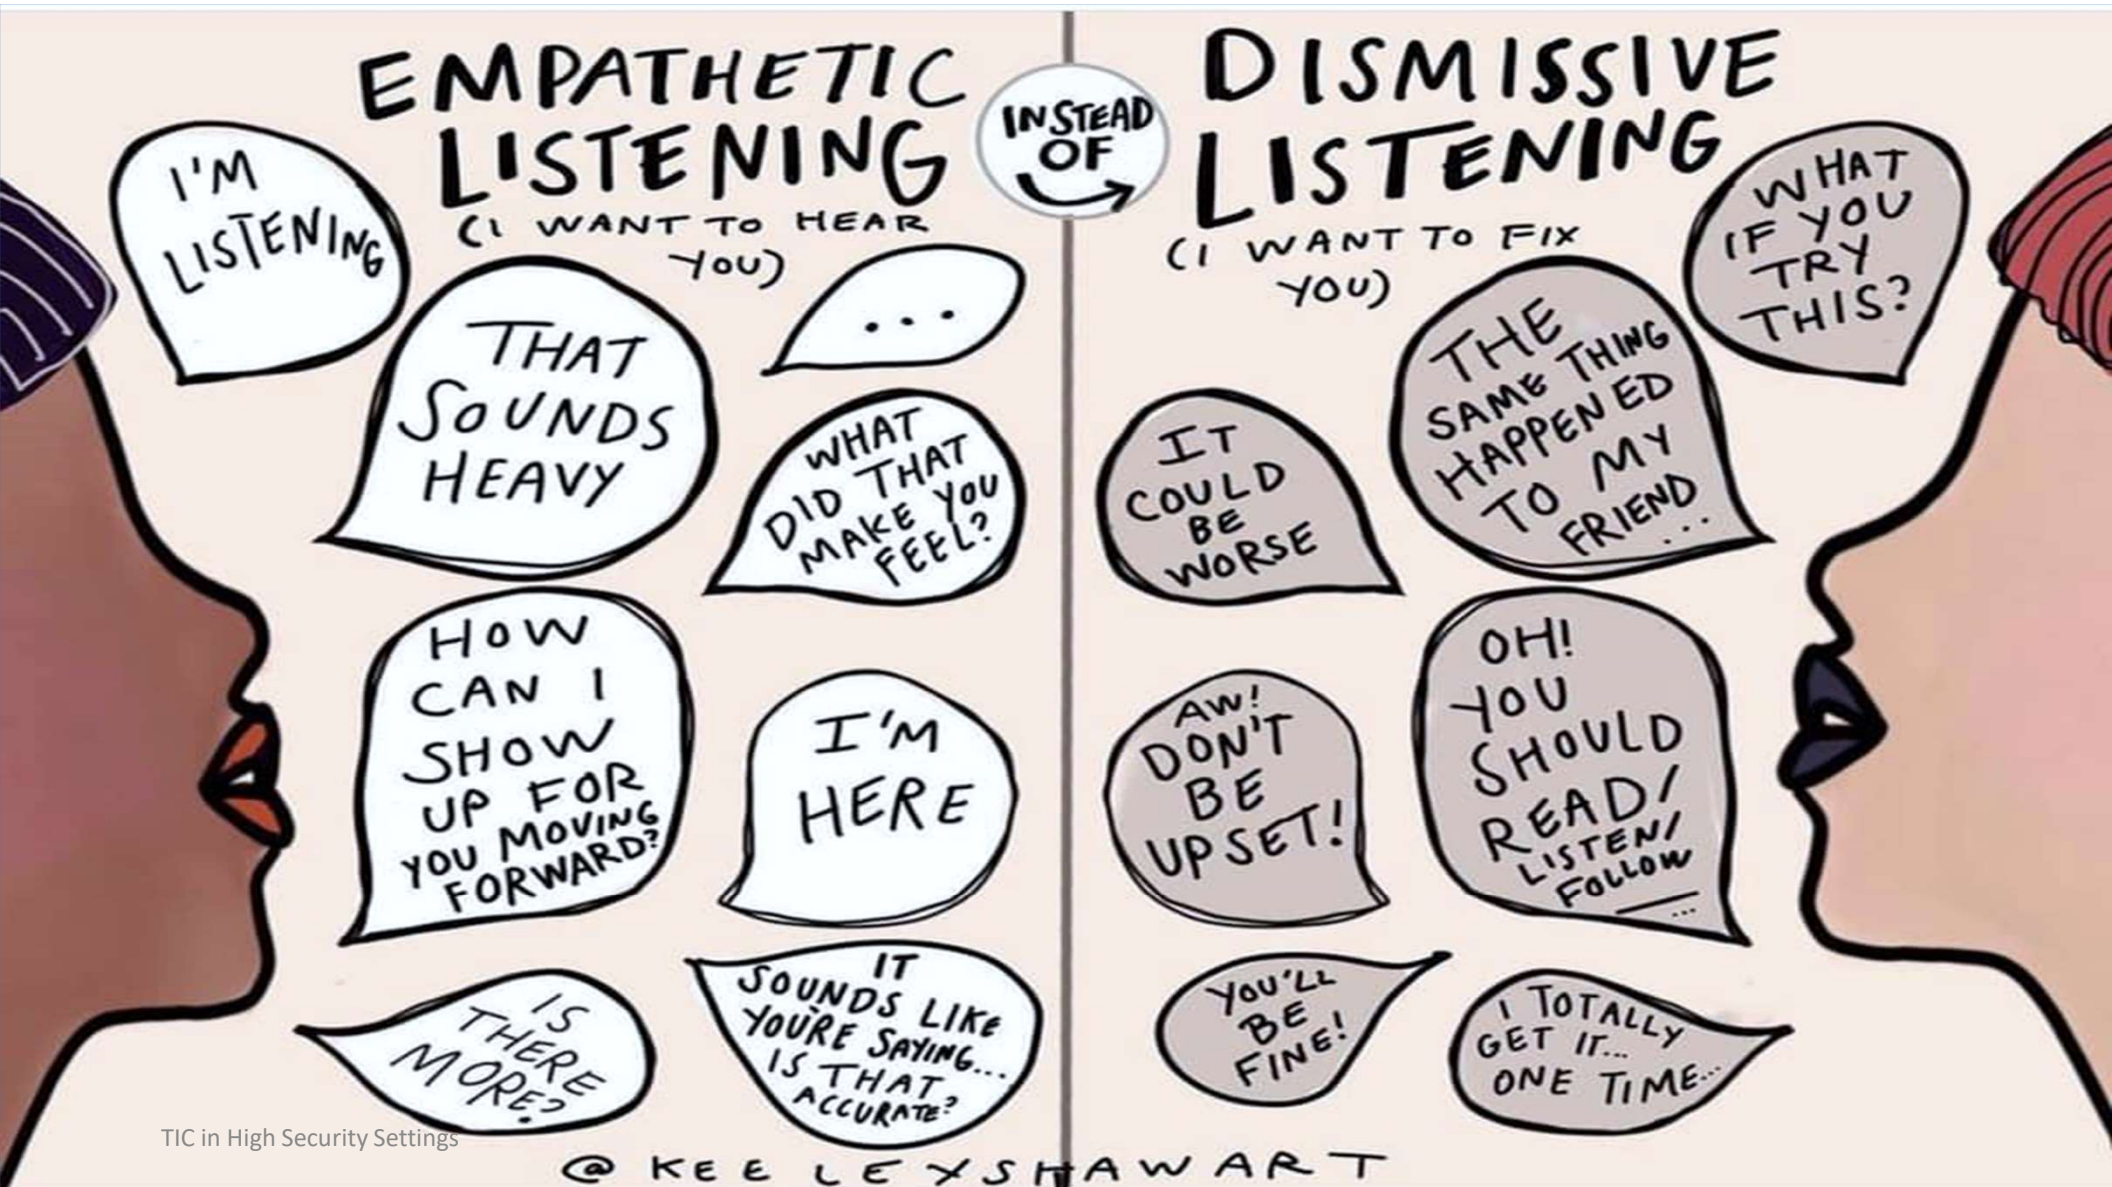 EMPATHETIC
LISTENING
(I WANT TO HEAR
YOU)
INSTEAD
OF
DISMISSIVE
LISTENING
(I WANT TO FIX
YOU)
I'M
LISTENING
THAT
SOUNDS
HEAVY
...
WHAT
DID THAT
MAKE YOU
FEEL?
HOW
CAN I
SHOW
UP FOR
YOU MOVING
FORWARD?
I'M
HERE
IS
THERE
MORE?
IT
SOUNDS LIKE
YOU'RE SAYING...
IS THAT
ACCURATE?
WHAT
IF YOU
TRY
THIS?
THE
SAME THING
HAPPENED
TO MY
FRIEND
...
IT
COULD
BE
WORSE
OH!
YOU
SHOULD
READ/
LISTEN/
FOLLOW
___...
AW!
DON'T
BE
UPSET!
YOU'LL
BE
FINE!
I TOTALLY
GET IT...
ONE TIME...
TIC in High Security Settings
@KEELEYSHAWART